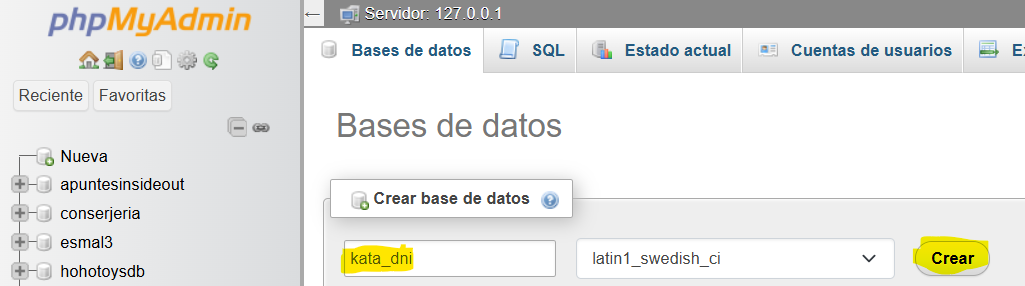 phpMyAdmin
Reciente Favoritas
Nueva
apuntesinsideout
conserjeria
esmal3
hohotoysdb
Servidor: 127.0.0.1
Bases de datos SQL Estado actual Cuentas de usuarios
Bases de datos
Crear base de datos
kata_dni latin1_swedish_ci Crear